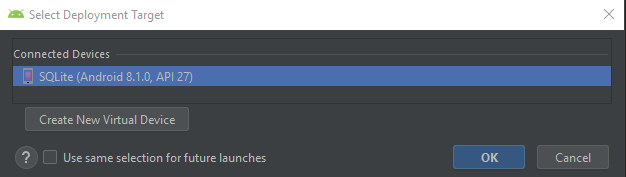 Select Deployment Target
Connected Devices
SQLite (Android 8.1.0, API 27)
Create New Virtual Device
? Use same selection for future launches OK Cancel